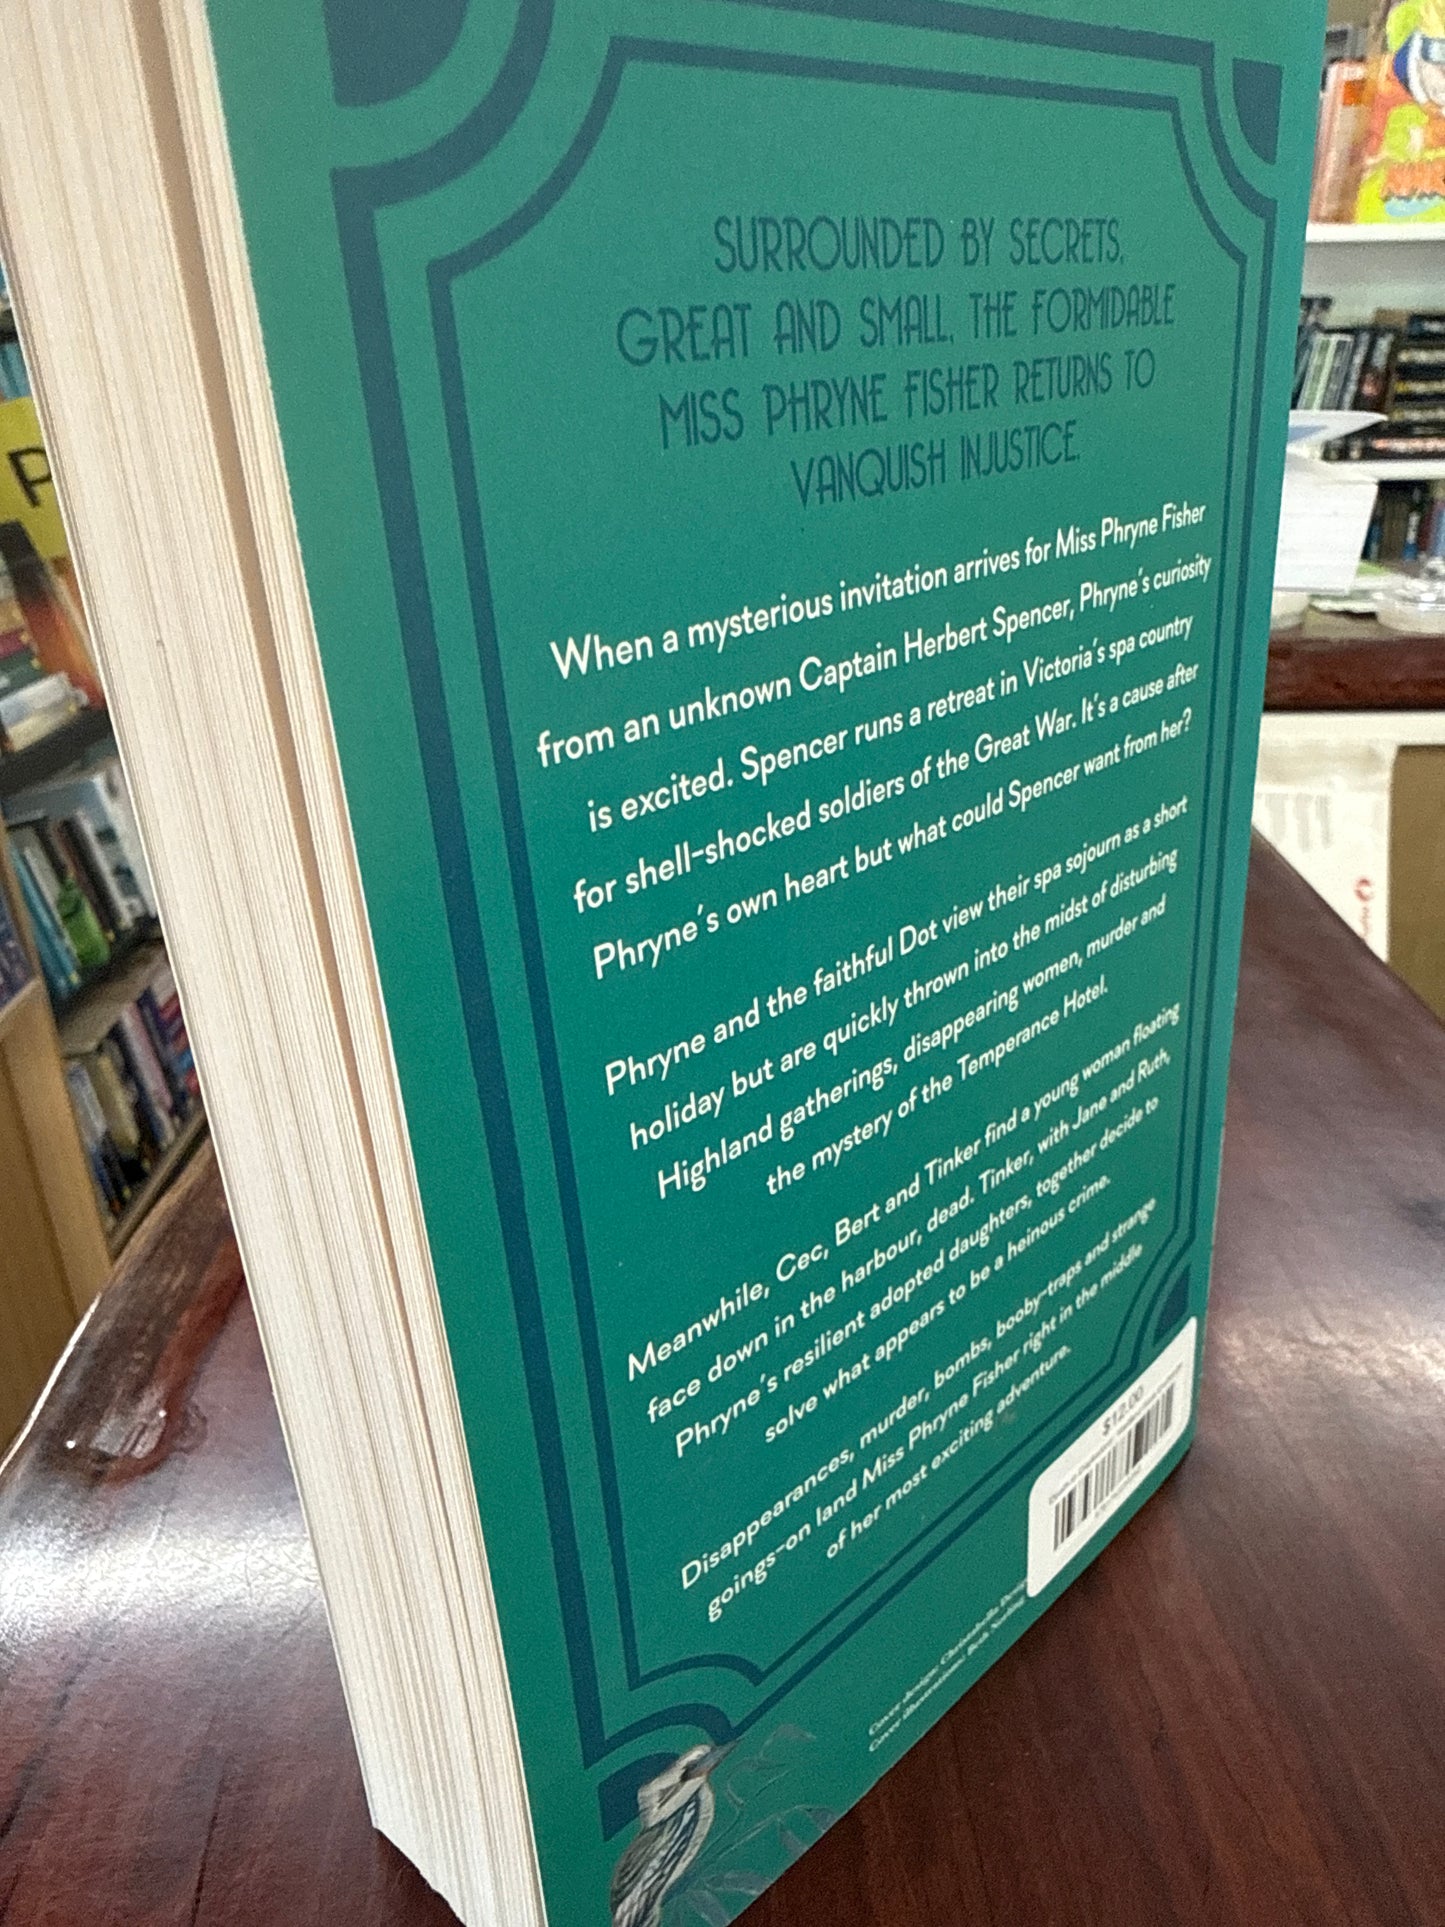 SURROUNDED BY SECRETS,
GREAT AND SMALL, THE FORMIDABLE
MISS PHRYNE FISHER RETURNS TO
VANQUISH INJUSTICE.
When a mysterious invitation arrives for Miss Phryne Fisher
from an unknown Captain Herbert Spencer, Phryne's curiosity
is excited. Spencer runs a retreat in Victoria's spa country
for shell-shocked soldiers of the Great War. It's a cause after
Phryne's own heart but what could Spencer want from her?
Phryne and the faithful Dot view their spa sojourn as a short
holiday but are quickly thrown into the midst of disturbing
Highland gatherings, disappearing women, murder and
the mystery of the Temperance Hotel.
Meanwhile, Cec, Bert and Tinker find a young woman floating
face down in the harbour, dead. Tinker, with Jane and Ruth,
Phryne's resilient adopted daughters, together decide to
solve what appears to be a heinous crime.
Disappearances, murder, bombs, booby-traps and strange
goings-on land Miss Phryne Fisher right in the middle
of her most exciting adventure.
$12.00
Cover design: Christabella
Cover illustrations: Beth
P